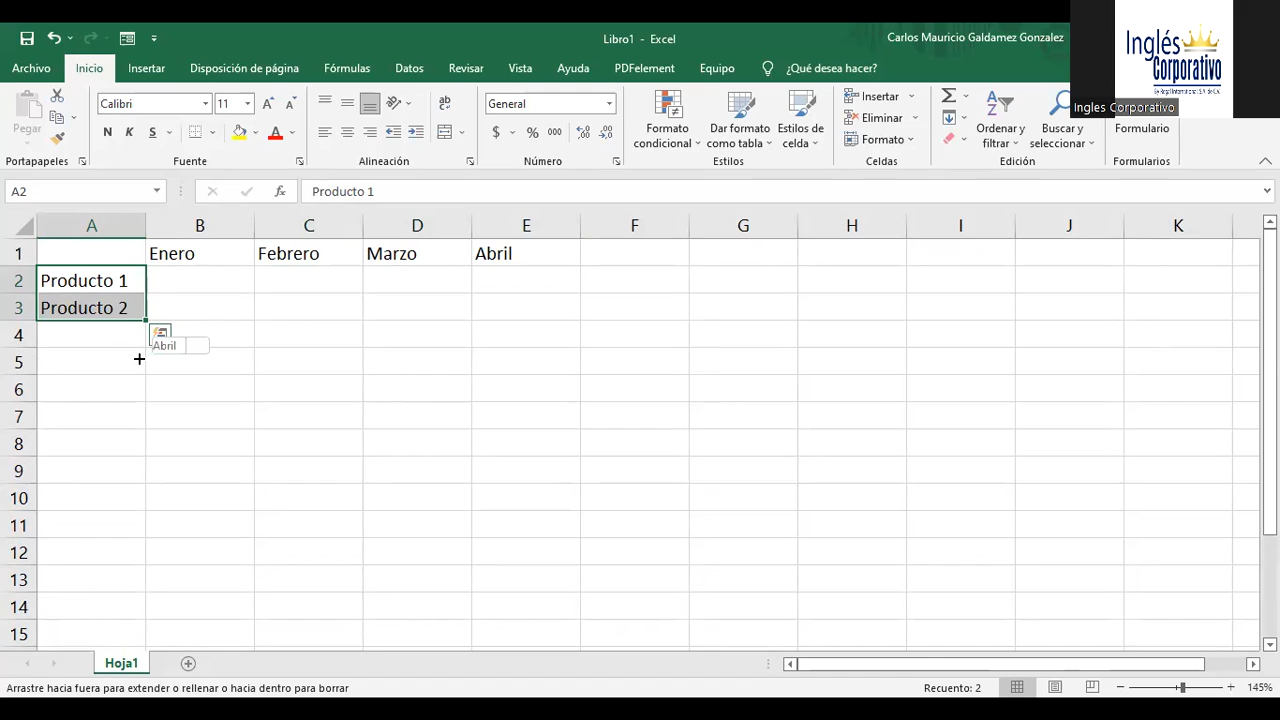 Libro1 - Excel
Carlos Mauricio Galdamez Gonzalez
Inglés
Corporativo
Ingles Corporativo
Archivo Inicio Insertar Disposición de página Fórmulas Datos Revisar Vista Ayuda PDFelement Equipo ¿Qué desea hacer?
Pegar
Calibri 11
N K S
General
$ % 000
Formato condicional
Dar formato como tabla
Estilos de celda
Insertar
Eliminar
Formato
Ordenar y filtrar
Buscar y seleccionar
Formulario
Portapapeles Fuente Alineación Número Estilos Celdas Edición Formularios
A2 fx Producto 1
A B C D E F G H I J K
1 Enero Febrero Marzo Abril
2 Producto 1
3 Producto 2
4
Abril
5
6
7
8
9
10
11
12
13
14
15
Hoja1
Arrastre hacia fuera para extender o rellenar o hacia dentro para borrar Recuento: 2 145%